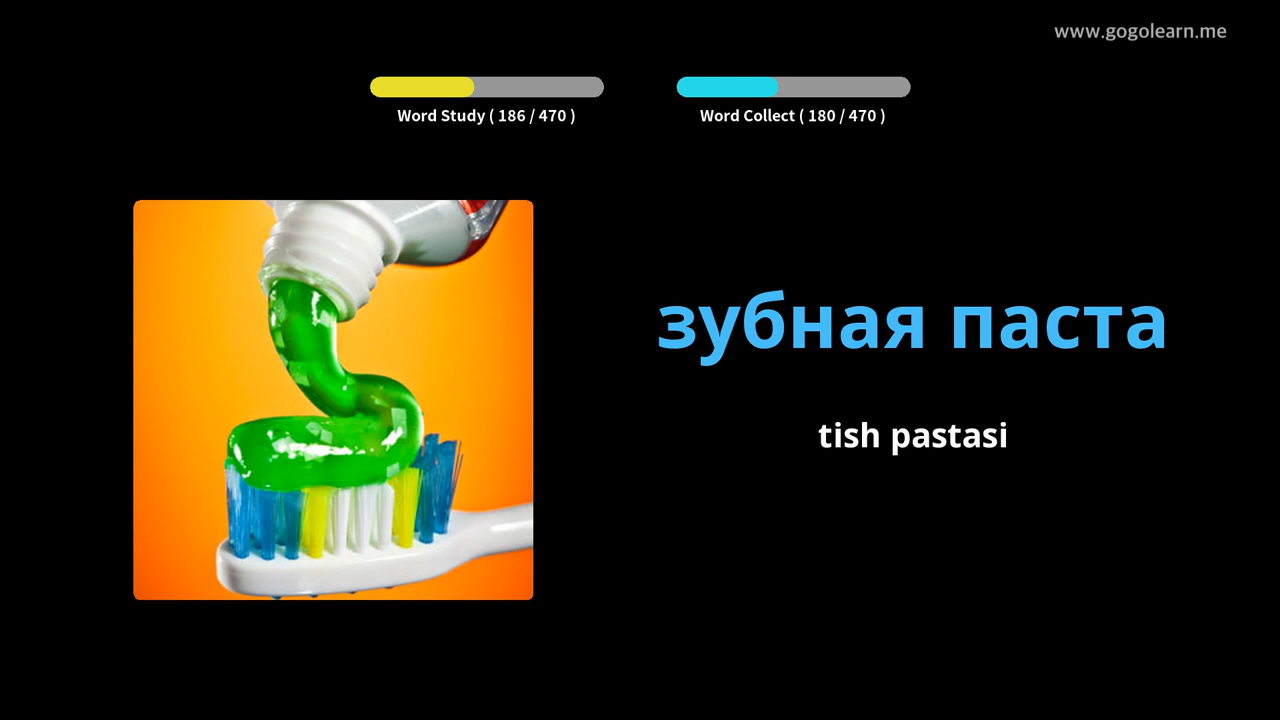 www.gogolearn.me
Word Study ( 186 / 470 )
Word Collect ( 180 / 470 )
зубная паста
tish pastasi